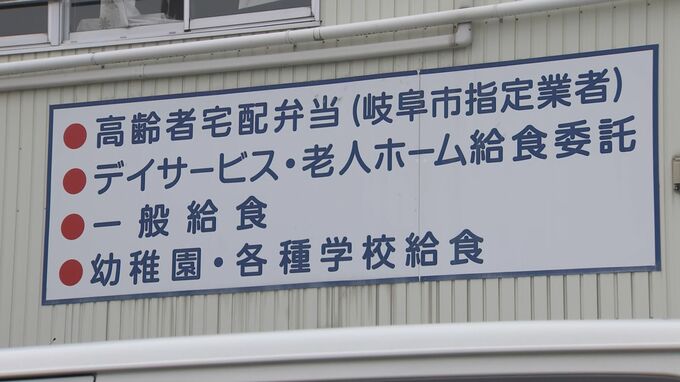 ●高齢者宅配弁当(岐阜市指定業者)
●デイサービス・老人ホーム給食委託
●一般給食
●幼稚園・各種学校給食